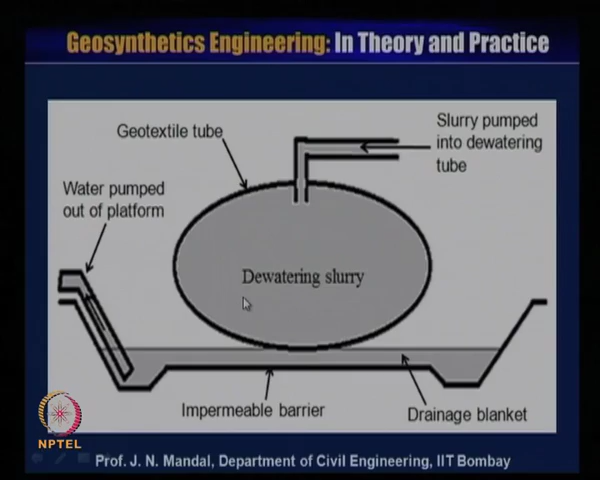 Geosynthetics Engineering: In Theory and Practice
Geotextile tube
Slurry pumped
into dewatering
tube
Water pumped
out of platform
Dewatering slurry
Impermeable barrier
Drainage blanket
NPTEL
Prof. J. N. Mandal, Department of Civil Engineering, IIT Bombay